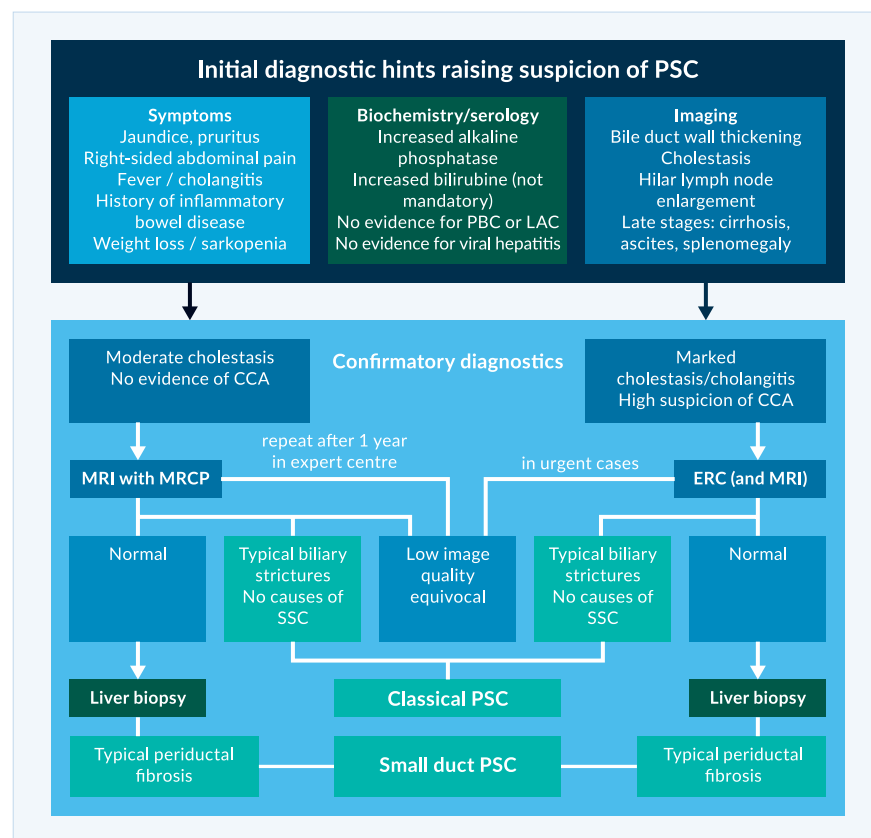 Initial diagnostic hints raising suspicion of PSC
Symptoms
Jaundice, pruritus
Right-sided abdominal pain
Fever / cholangitis
History of inflammatory
bowel disease
Weight loss / sarkopenia
Biochemistry/serology
Increased alkaline
phosphatase
Increased bilirubine (not
mandatory)
No evidence for PBC or LAC
No evidence for viral hepatitis
Imaging
Bile duct wall thickening
Cholestasis
Hilar lymph node
enlargement
Late stages: cirrhosis,
ascites, splenomegaly
Confirmatory diagnostics
Moderate cholestasis
No evidence of CCA
Marked
cholestasis/cholangitis
High suspicion of CCA
repeat after 1 year
in expert centre
in urgent cases
MRI with MRCP
ERC (and MRI)
Normal
Typical biliary
strictures
No causes of
SSC
Low image
quality
equivocal
Typical biliary
strictures
No causes of
SSC
Normal
Liver biopsy
Classical PSC
Liver biopsy
Typical periductal
fibrosis
Small duct PSC
Typical periductal
fibrosis